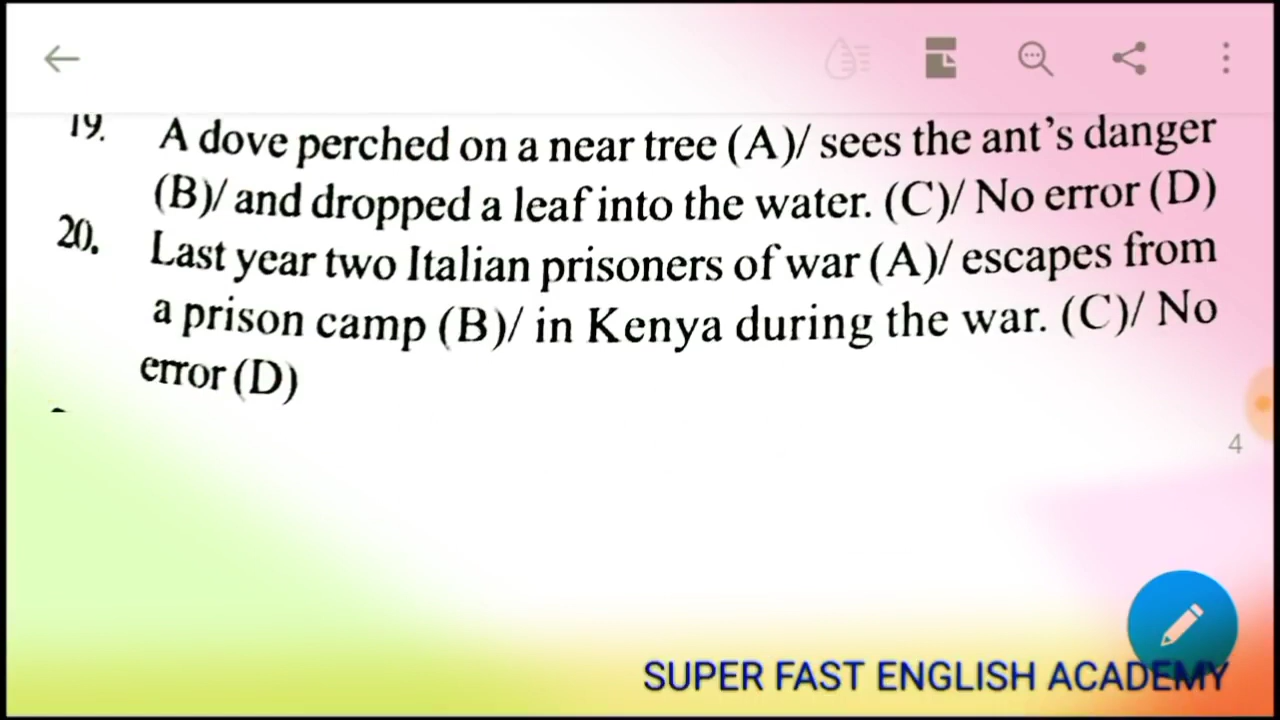 19. A dove perched on a near tree (A)/ sees the ant's danger
(B)/ and dropped a leaf into the water. (C)/ No error (D)
20. Last year two Italian prisoners of war (A)/ escapes from
a prison camp (B)/ in Kenya during the war. (C)/ No
error (D)
4
SUPER FAST ENGLISH ACADEMY